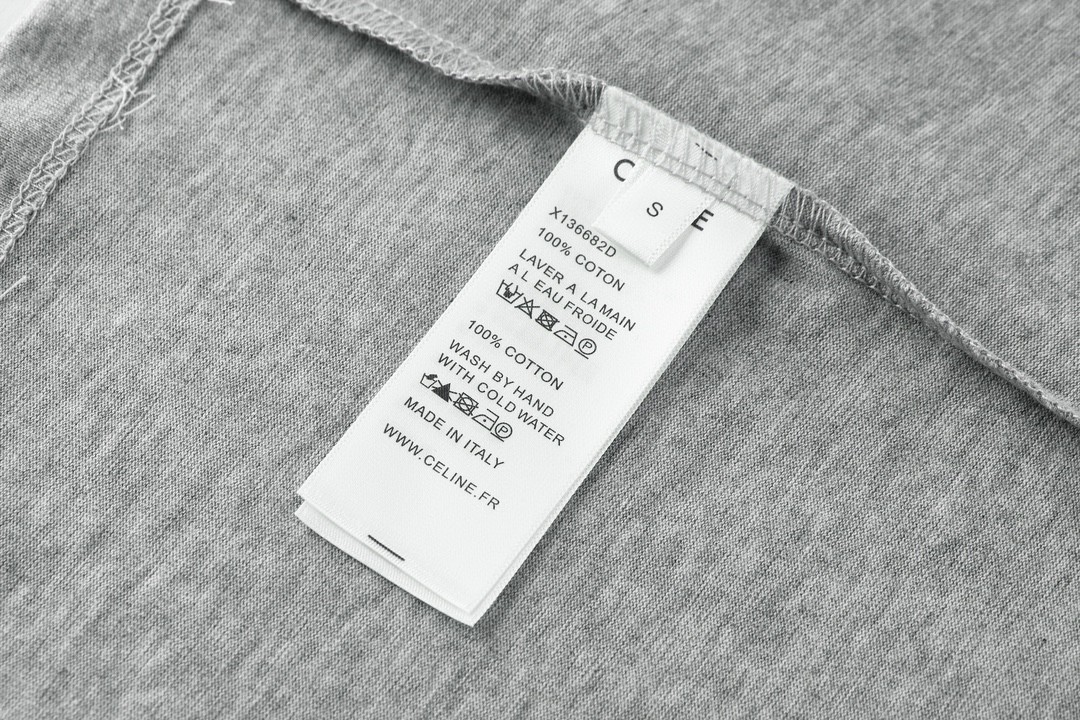 C E
S
X136682D
100% COTON
LAVER A LA MAIN
A L EAU FROIDE
P
100% COTTON
WASH BY HAND
WITH COLD WATER
P
MADE IN ITALY
WWW.CELINE.FR